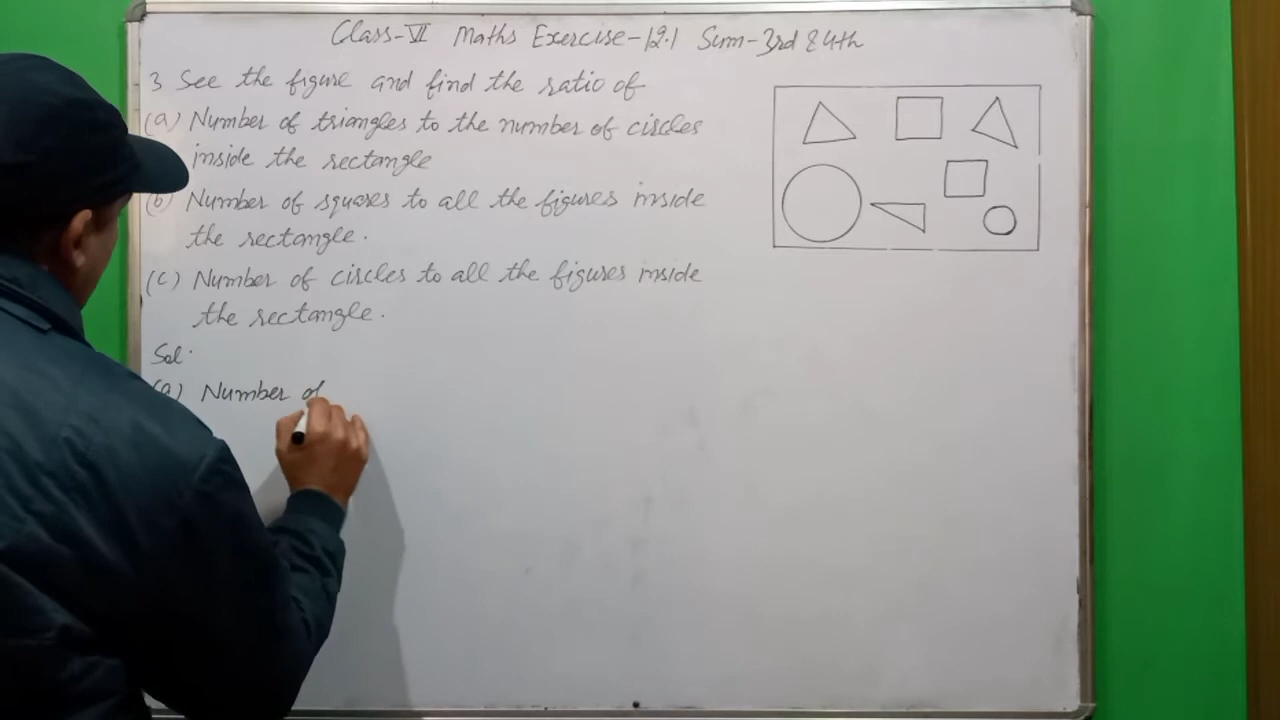 Class-VI Maths Exercise-12.1 Sum-3rd & 4th
3 See the figure and find the ratio of
(a) Number of triangles to the number of circles
inside the rectangle
(b) Number of squares to all the figures inside
the rectangle.
(c) Number of circles to all the figures inside
the rectangle.
Sol.
(a) Number of